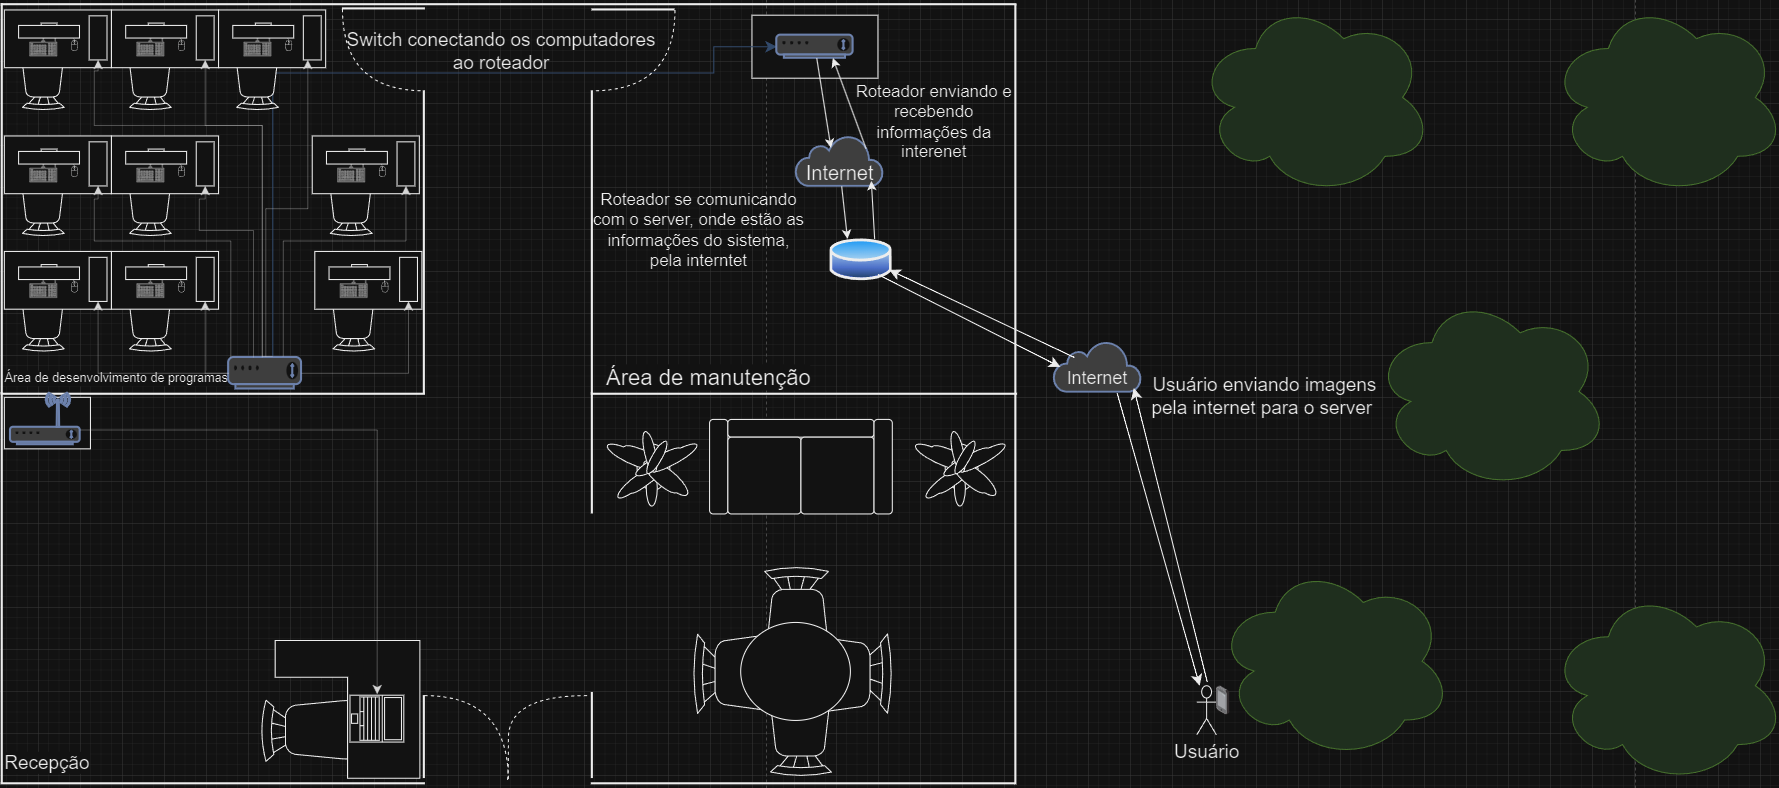 Switch conectando os computadores
ao roteador
Roteador enviando e
recebendo
informações da
interenet
Internet
Roteador se comunicando
com o server, onde estão as
informações do sistema,
pela interntet
Área de desenvolvimento de programas
Área de manutenção
Internet
Usuário enviando imagens
pela internet para o server
Usuário
Recepção